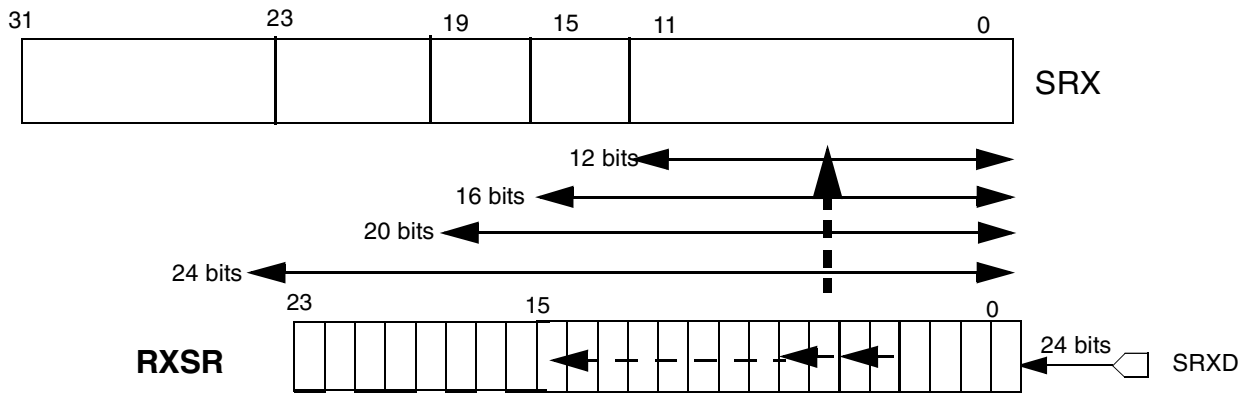 31 23 19 15 11 0
SRX
12 bits
16 bits
20 bits
24 bits
23 15 0
RXSR
24 bits
SRXD